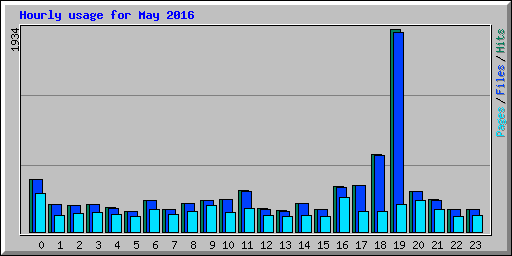 Hourly usage for May 2016
1934
Pages/Files/Hits
0 1 2 3 4 5 6 7 8 9 10 11 12 13 14 15 16 17 18 19 20 21 22 23